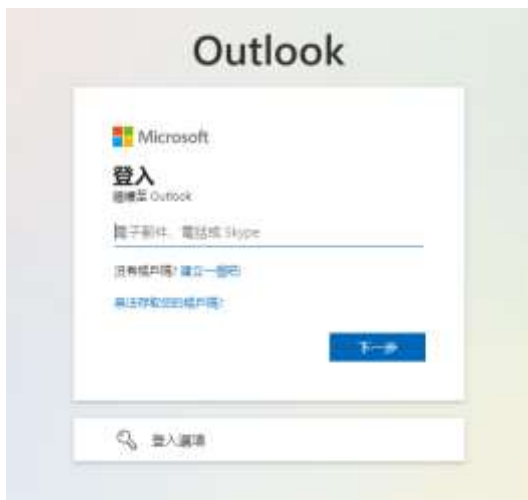 Outlook
Microsoft
登入
繼續至 Outlook
電子郵件、電話或 Skype
沒有帳戶嗎? 建立一個吧!
無法存取您的帳戶嗎?
下一步
登入選項